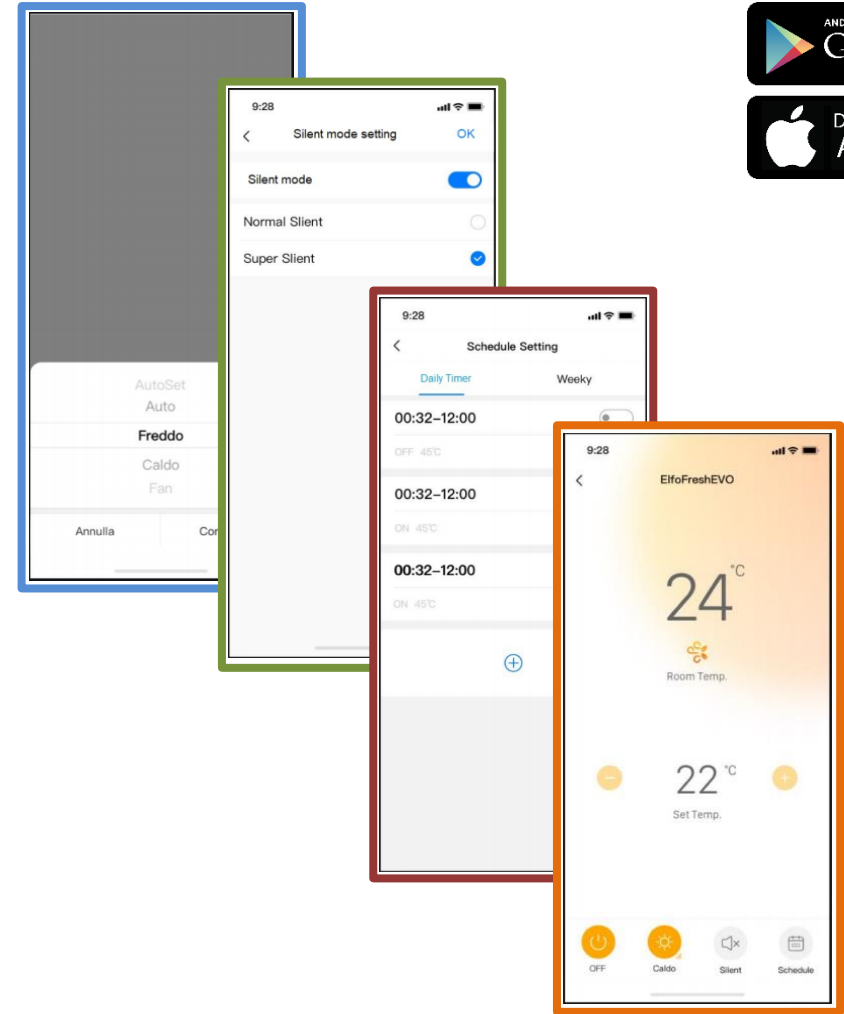 AutoSet
Auto
Freddo
Caldo
Fan
Annulla
9:28
Silent mode setting
OK
Silent mode
Normal Slient
Super Slient
9:28
Schedule Setting
Daily Timer
Weeky
00:32–12:00
OFF 45℃
00:32–12:00
ON 45℃
00:32–12:00
ON 45℃
9:28
ElfoFreshEVO
24 °C
Room Temp.
22 °C
Set Temp.
OFF
Caldo
Silent
Schedule